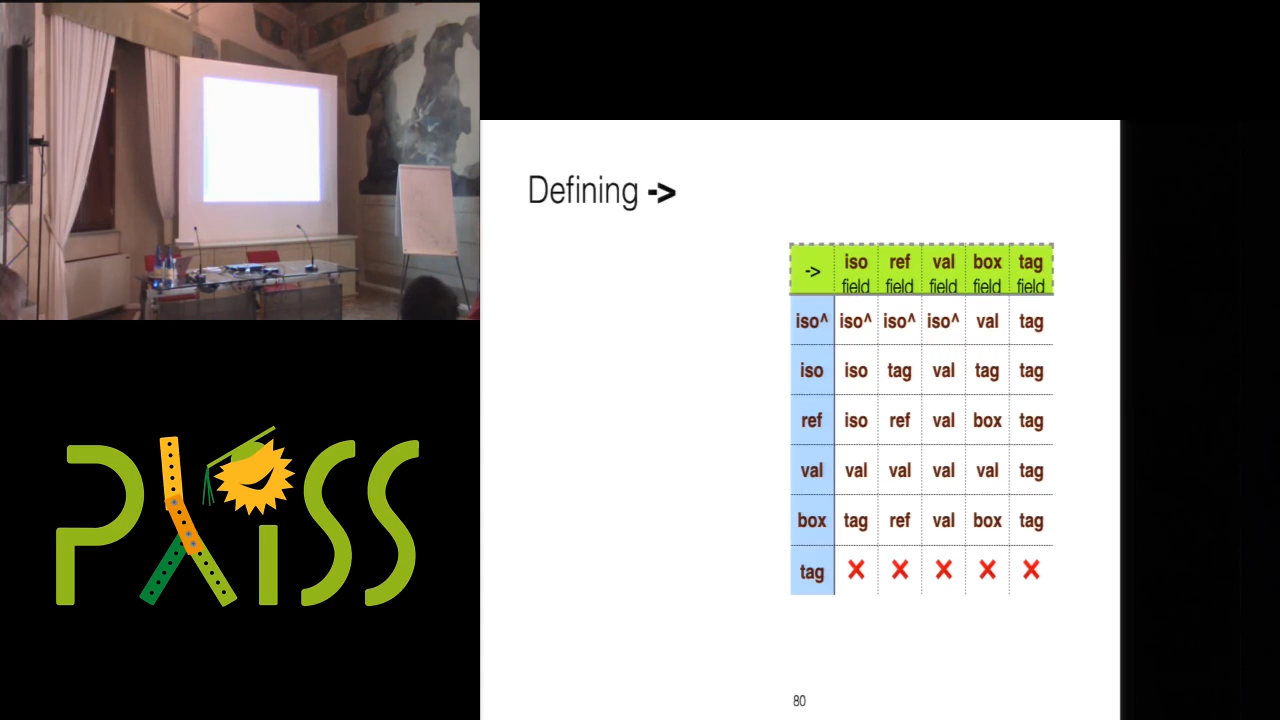 Defining ->
-> iso ref val box tag
field field field field field
iso^ iso^ iso^ iso^ val tag
iso iso tag val tag tag
ref iso ref val box tag
val val val val val tag
box tag ref val box tag
tag ✕ ✕ ✕ ✕ ✕
80
PLISS